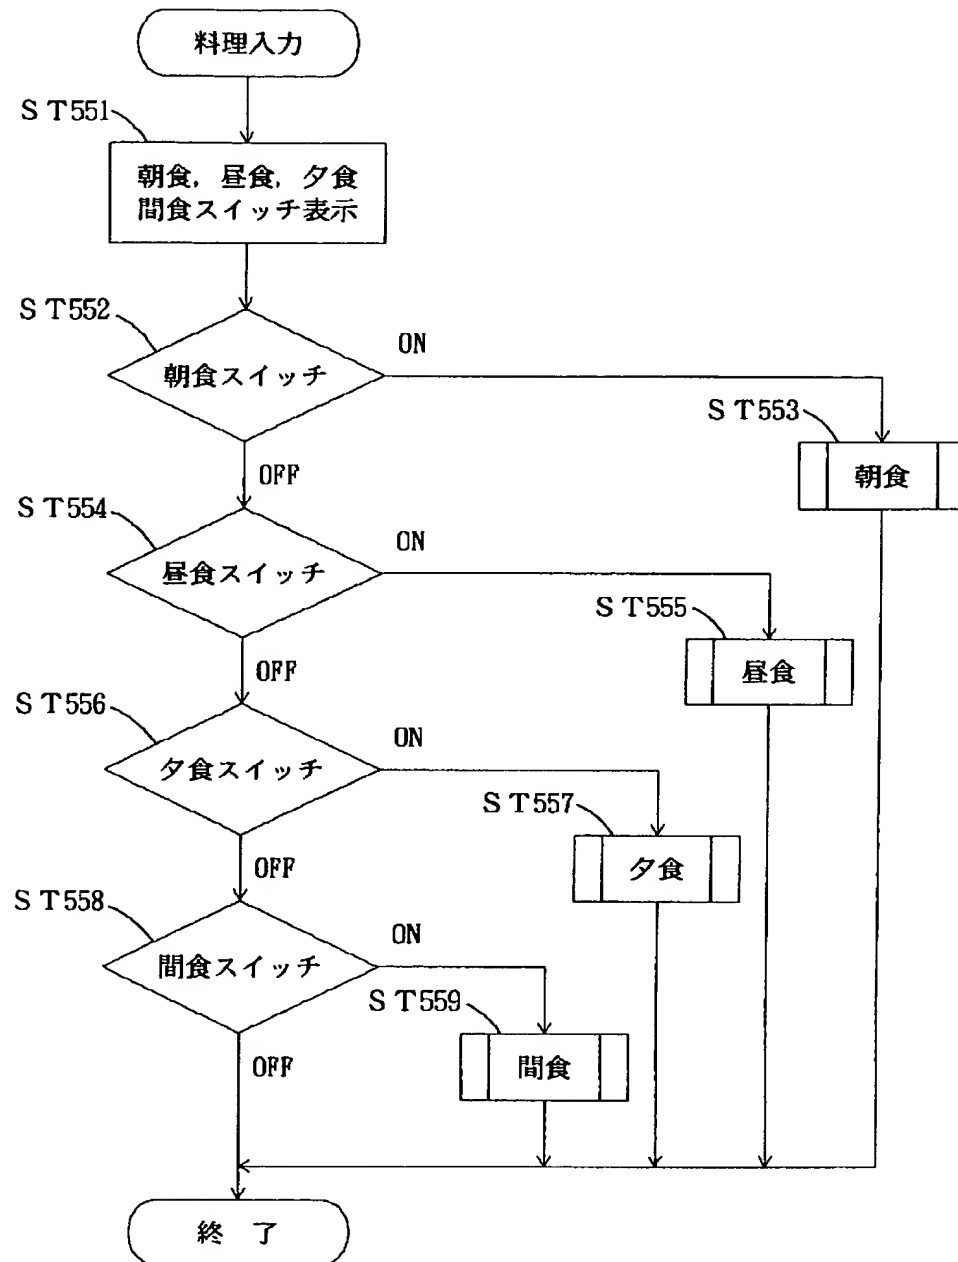 料理入力
ST551
朝食，昼食，夕食
間食スイッチ表示
ST552
朝食スイッチ
ON
OFF
ST553
朝食
ST554
昼食スイッチ
ON
OFF
ST555
昼食
ST556
夕食スイッチ
ON
OFF
ST557
夕食
ST558
間食スイッチ
ON
OFF
ST559
間食
終　了